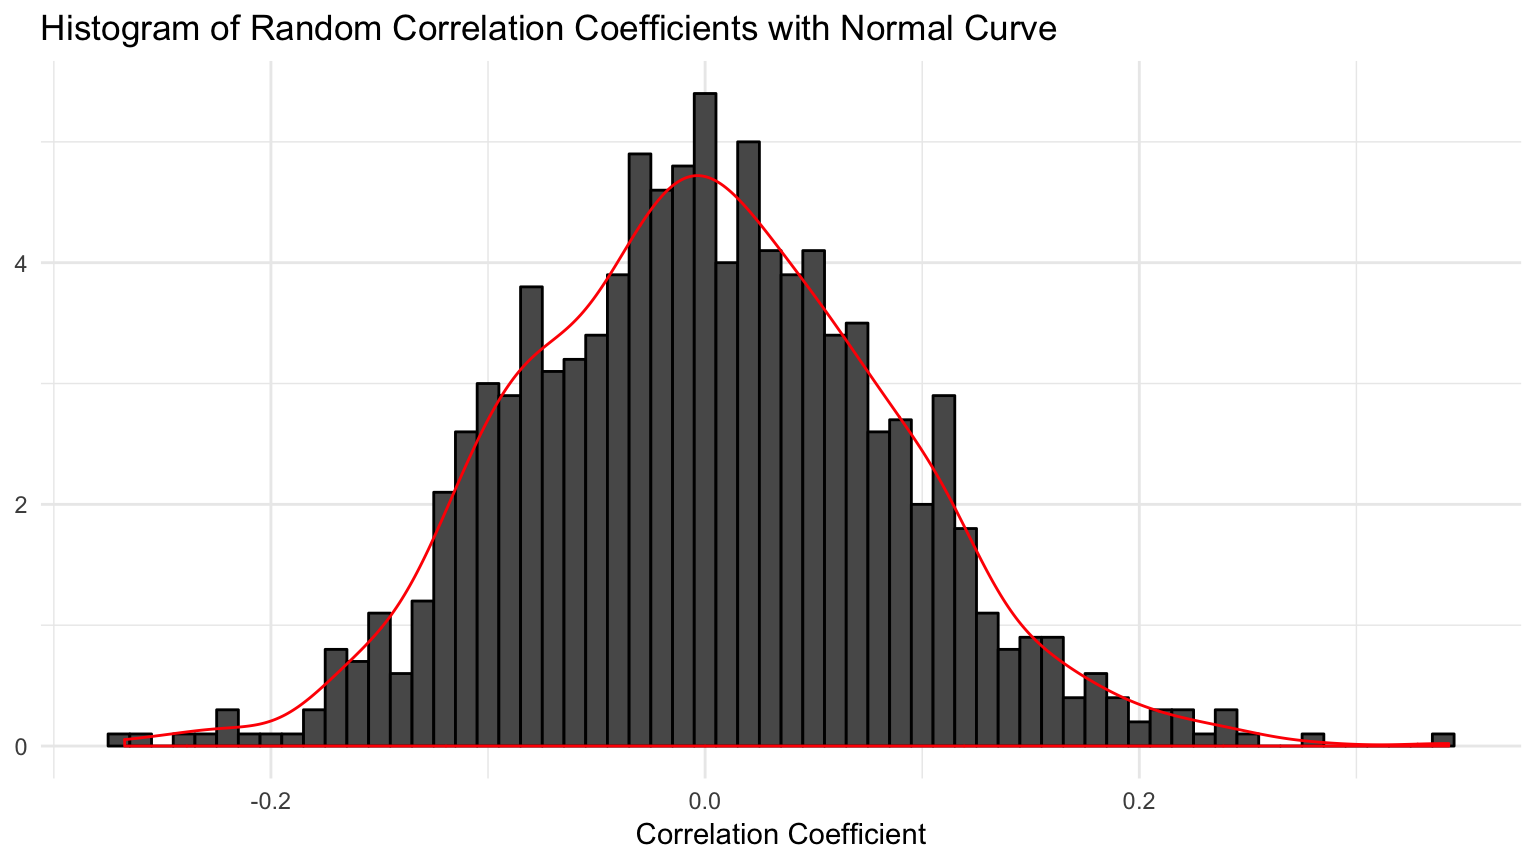 Histogram of Random Correlation Coefficients with Normal Curve
4
2
0
-0.2 0.0 0.2
Correlation Coefficient